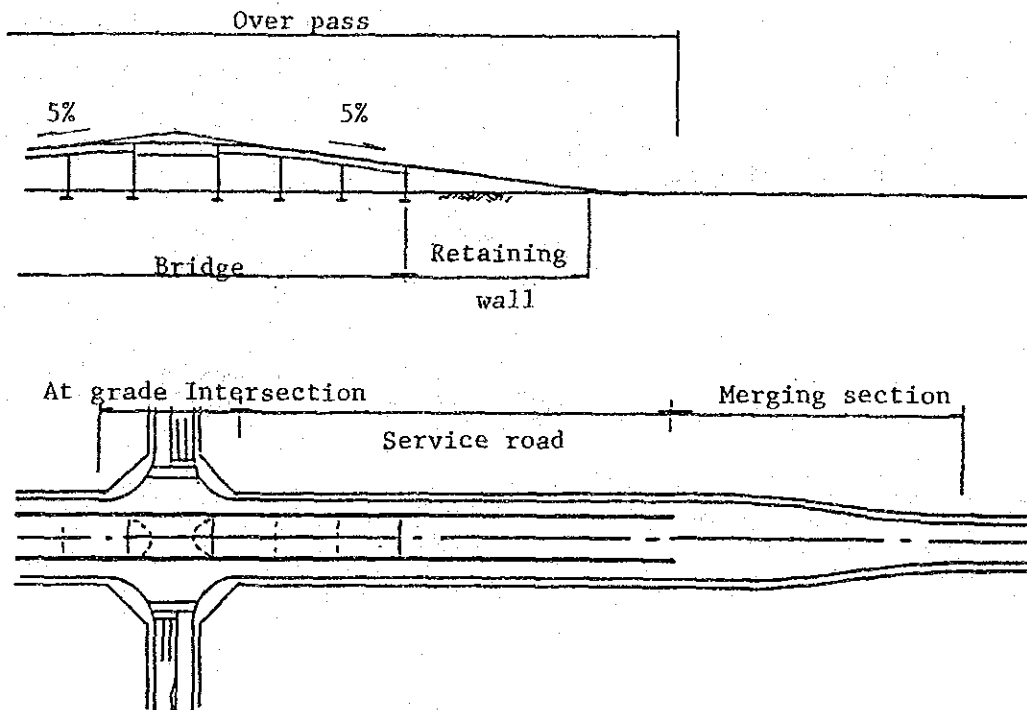 Over pass
5%
5%
Bridge
Retaining
wall
At grade Intersection
Merging section
Service road